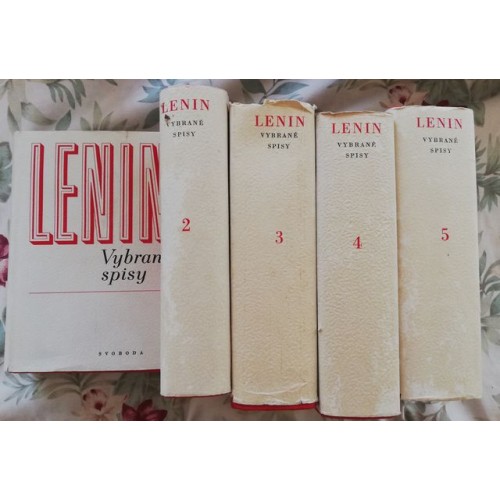 LENIN
Vybran
spisy
SVOBODA
LENIN
VYBRANÉ
SPISY
2
LENIN
VYBRANÉ
SPISY
3
LENIN
VYBRANÉ
SPISY
4
LENIN
VYBRANÉ
SPISY
5